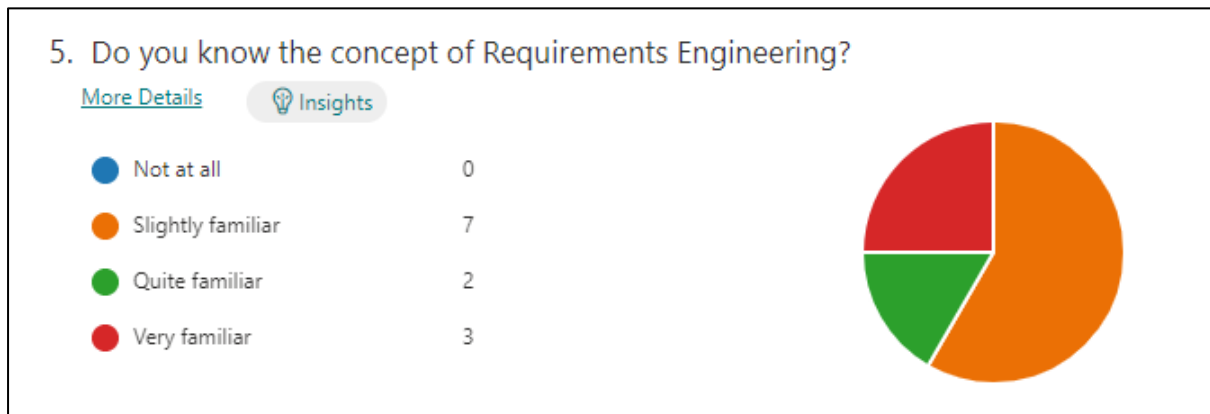 5. Do you know the concept of Requirements Engineering?
More Details Insights
Not at all 0
Slightly familiar 7
Quite familiar 2
Very familiar 3